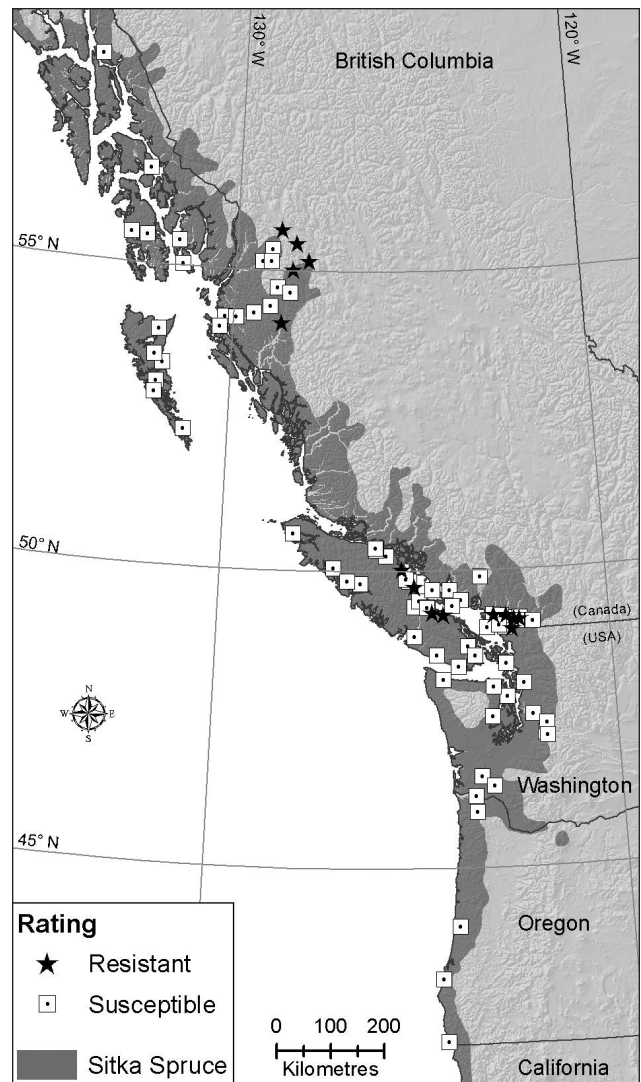 130° W
120° W
British Columbia
55° N
50° N
(Canada)
(USA)
N
W E
S
Washington
45° N
Rating
Resistant
Susceptible
Sitka Spruce
Oregon
0 100 200
Kilometres
California